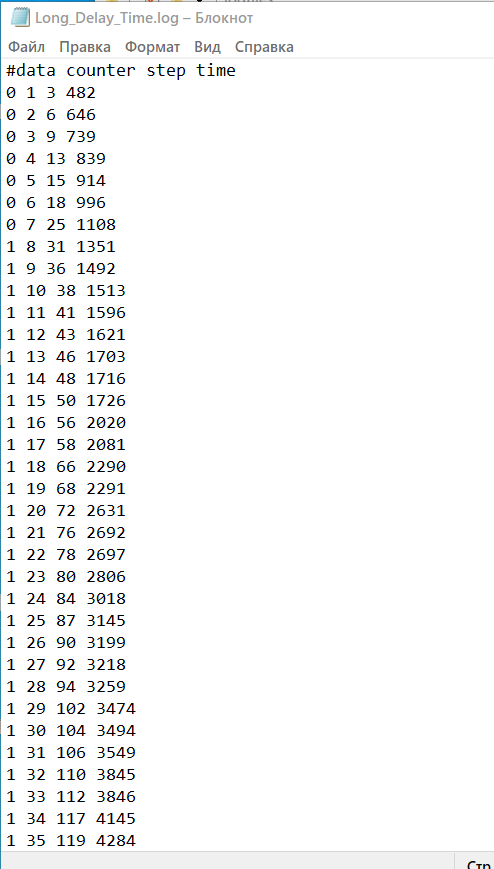 Long_Delay_Time.log – Блокнот
Файл Правка Формат Вид Справка
#data counter step time
0 1 3 482
0 2 6 646
0 3 9 739
0 4 13 839
0 5 15 914
0 6 18 996
0 7 25 1108
1 8 31 1351
1 9 36 1492
1 10 38 1513
1 11 41 1596
1 12 43 1621
1 13 46 1703
1 14 48 1716
1 15 50 1726
1 16 56 2020
1 17 58 2081
1 18 66 2290
1 19 68 2291
1 20 72 2631
1 21 76 2692
1 22 78 2697
1 23 80 2806
1 24 84 3018
1 25 87 3145
1 26 90 3199
1 27 92 3218
1 28 94 3259
1 29 102 3474
1 30 104 3494
1 31 106 3549
1 32 110 3845
1 33 112 3846
1 34 117 4145
1 35 119 4284
Стр